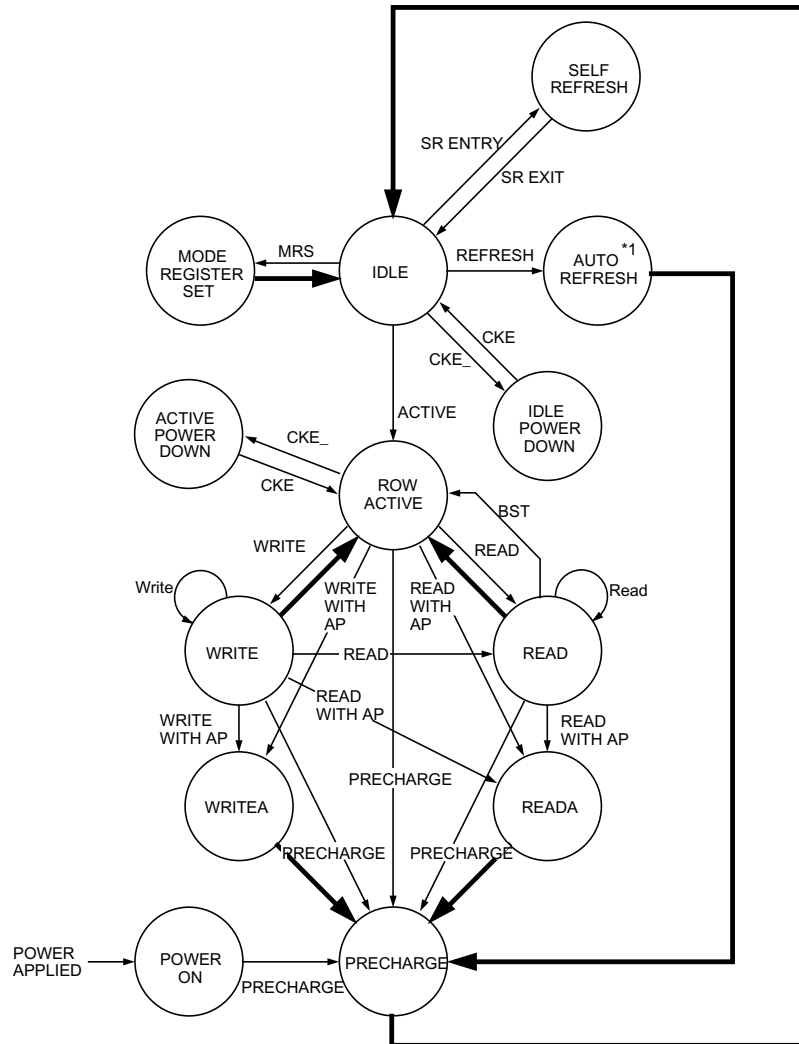 SELF
REFRESH
SR ENTRY
SR EXIT
MODE
REGISTER
SET
MRS
IDLE
REFRESH
AUTO *1
REFRESH
CKE
CKE_
IDLE
POWER
DOWN
ACTIVE
ACTIVE
POWER
DOWN
CKE_
CKE
ROW
ACTIVE
BST
WRITE
READ
Write
WRITE
WITH
AP
READ
WITH
AP
Read
WRITE
READ
READ
READ
WITH AP
WRITE
WITH AP
READ
WITH AP
PRECHARGE
WRITEA
READA
PRECHARGE
PRECHARGE
POWER
APPLIED
POWER
ON
PRECHARGE
PRECHARGE